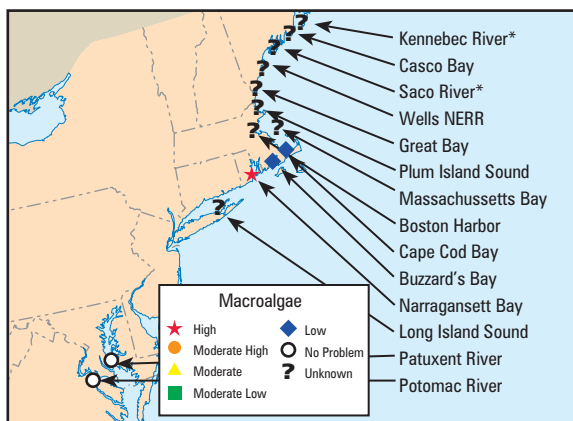 Kennebec River*
Casco Bay
Saco River*
Wells NERR
Great Bay
Plum Island Sound
Massachussetts Bay
Boston Harbor
Cape Cod Bay
Buzzard's Bay
Narragansett Bay
Long Island Sound
Patuxent River
Potomac River
Macroalgae
High
Moderate High
Moderate
Moderate Low
Low
No Problem
? Unknown
?
?
?
?
?
?
?
?
?